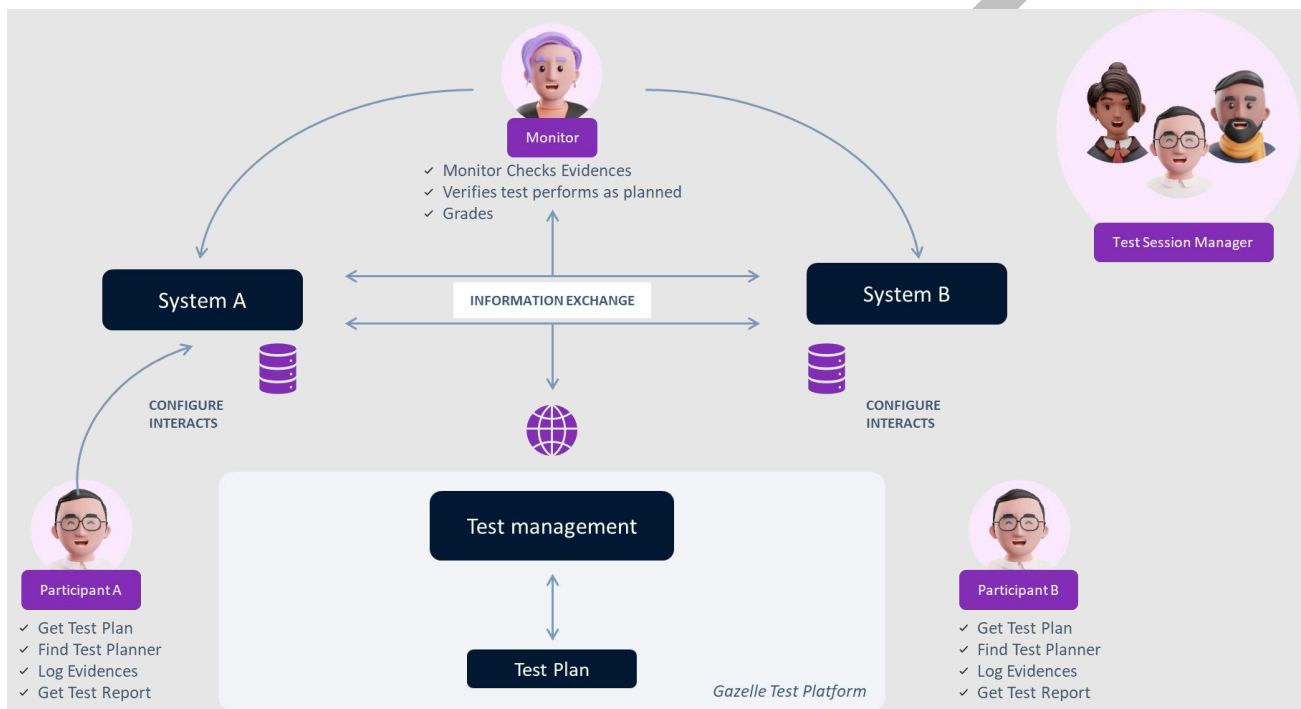 Monitor
✓ Monitor Checks Evidences
✓ Verifies test performs as planned
✓ Grades
Test Session Manager
System A
INFORMATION EXCHANGE
System B
CONFIGURE
INTERACTS
CONFIGURE
INTERACTS
Test management
Participant A
✓ Get Test Plan
✓ Find Test Planner
✓ Log Evidences
✓ Get Test Report
Test Plan
Gazelle Test Platform
Participant B
✓ Get Test Plan
✓ Find Test Planner
✓ Log Evidences
✓ Get Test Report